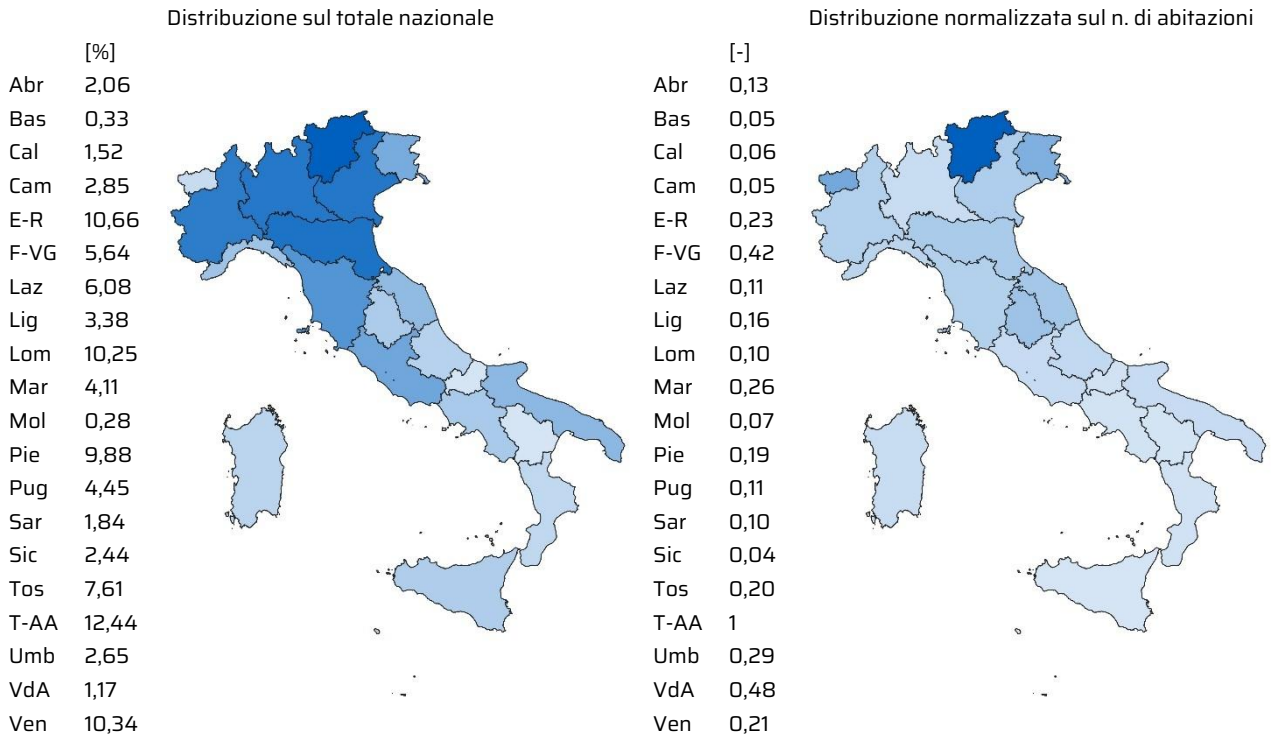 Distribuzione sul totale nazionale
[%]
Abr 2,06
Bas 0,33
Cal 1,52
Cam 2,85
E-R 10,66
F-VG 5,64
Laz 6,08
Lig 3,38
Lom 10,25
Mar 4,11
Mol 0,28
Pie 9,88
Pug 4,45
Sar 1,84
Sic 2,44
Tos 7,61
T-AA 12,44
Umb 2,65
VdA 1,17
Ven 10,34
Distribuzione normalizzata sul n. di abitazioni
[-]
Abr 0,13
Bas 0,05
Cal 0,06
Cam 0,05
E-R 0,23
F-VG 0,42
Laz 0,11
Lig 0,16
Lom 0,10
Mar 0,26
Mol 0,07
Pie 0,19
Pug 0,11
Sar 0,10
Sic 0,04
Tos 0,20
T-AA 1
Umb 0,29
VdA 0,48
Ven 0,21